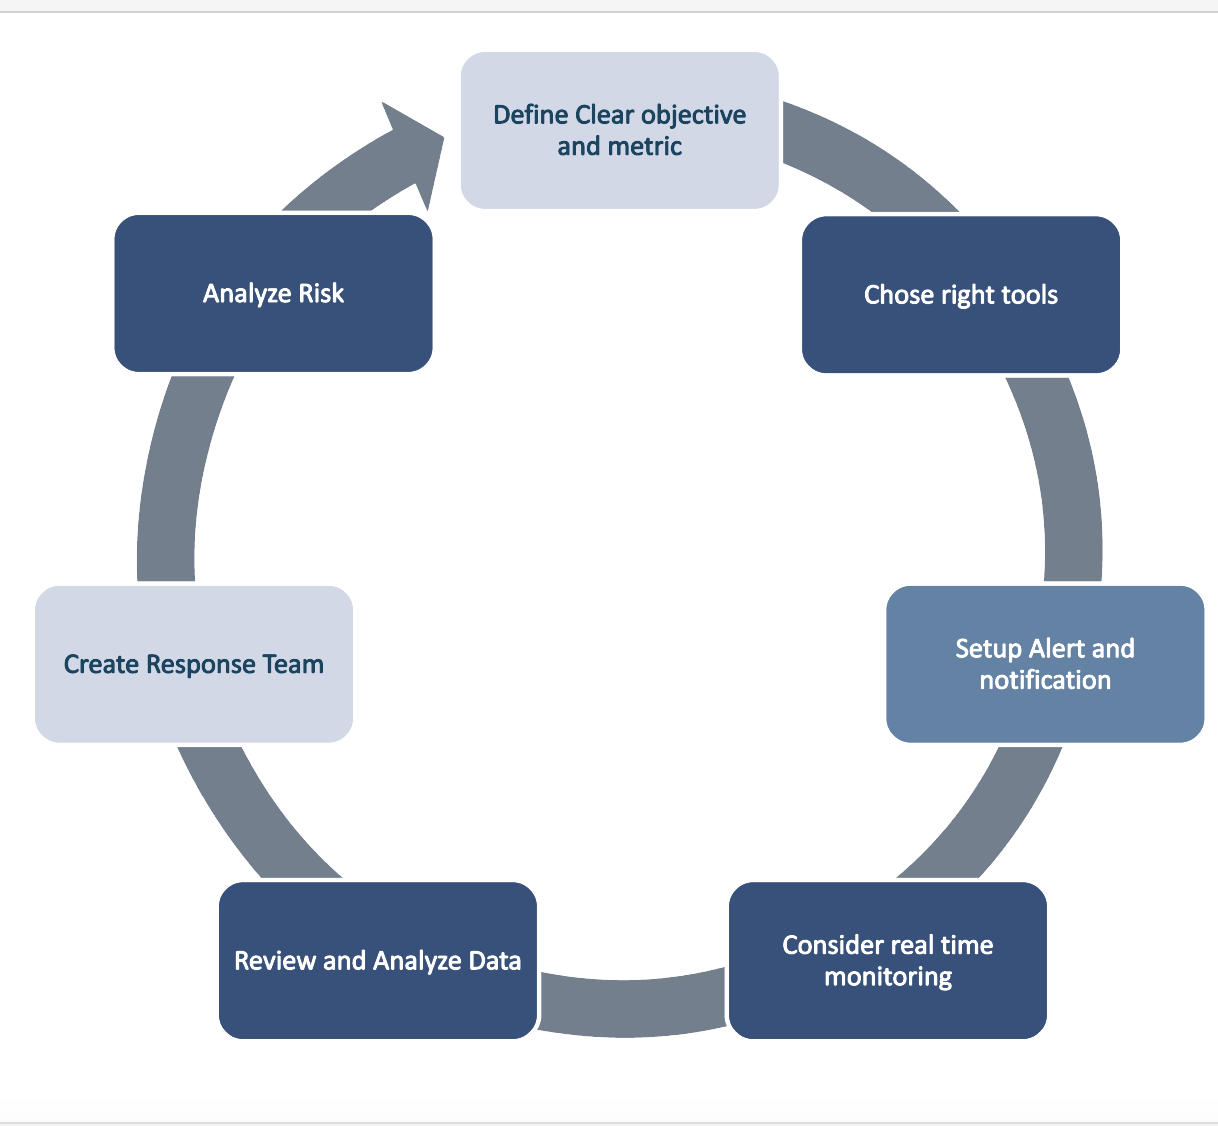 Define Clear objective
and metric
Chose right tools
Setup Alert and
notification
Consider real time
monitoring
Review and Analyze Data
Create Response Team
Analyze Risk